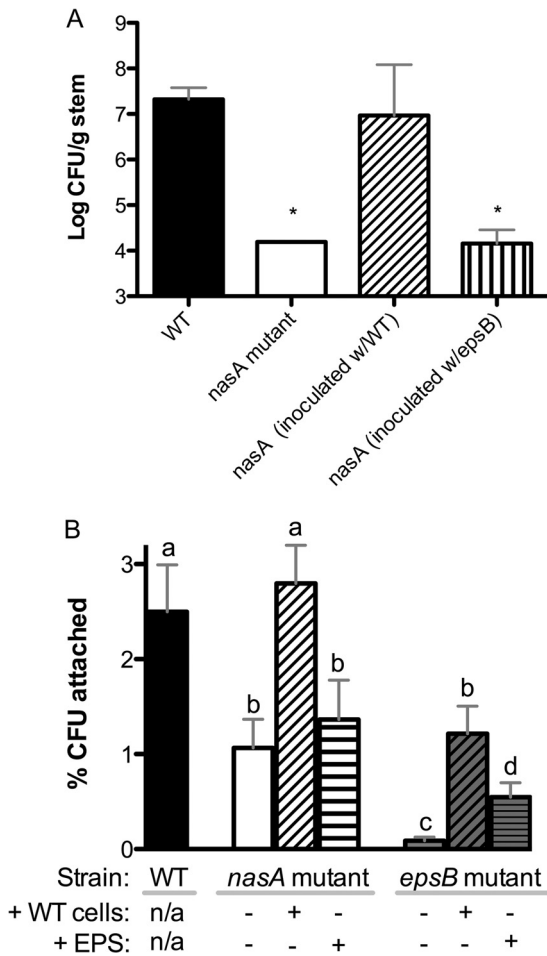 A
Log CFU/g stem
9
8
7
6
5
4
3
*
*
WT
nasA mutant
nasA (inoculated w/WT)
nasA (inoculated w/epsB)
B
% CFU attached
3
2
1
0
a
b
a
b
c
b
d
Strain: WT nasA mutant epsB mutant
+ WT cells: n/a - + - - + -
+ EPS: n/a - - + - - +